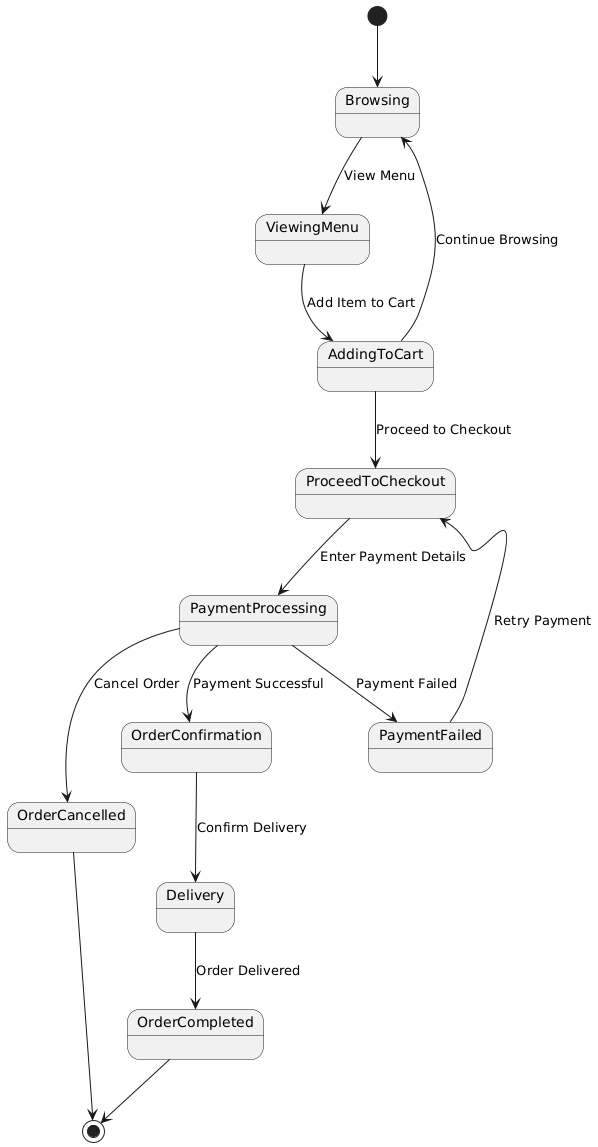 Browsing
View Menu
ViewingMenu
Continue Browsing
Add Item to Cart
AddingToCart
Proceed to Checkout
ProceedToCheckout
Enter Payment Details
PaymentProcessing
Retry Payment
Cancel Order
Payment Successful
Payment Failed
OrderConfirmation
PaymentFailed
OrderCancelled
Confirm Delivery
Delivery
Order Delivered
OrderCompleted